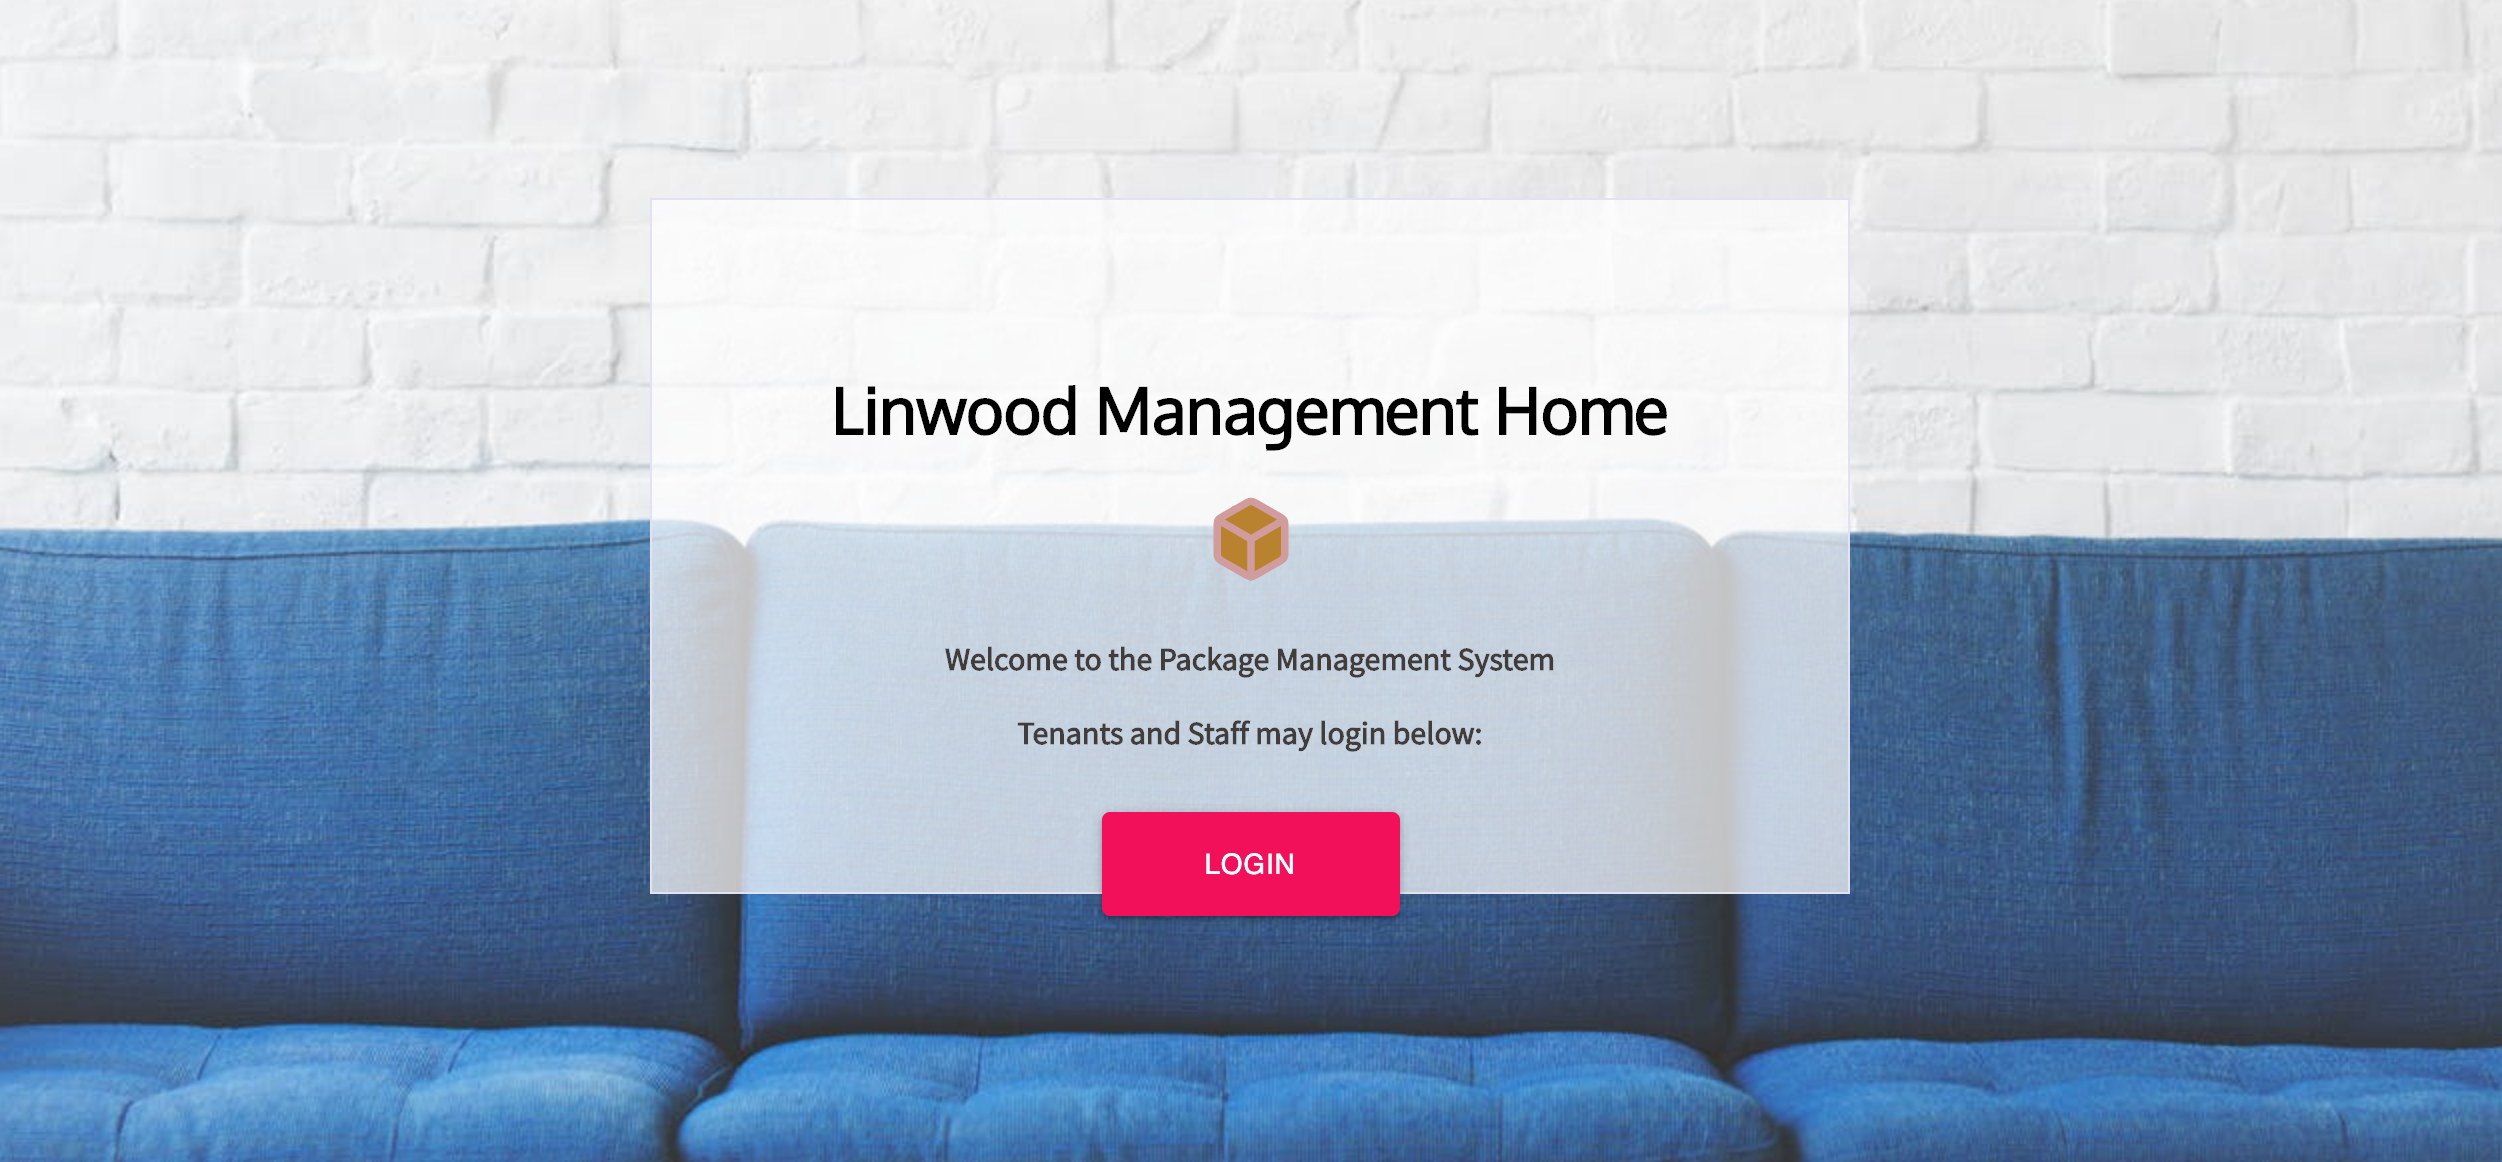 Linwood Management Home
Welcome to the Package Management System
Tenants and Staff may login below:
LOGIN